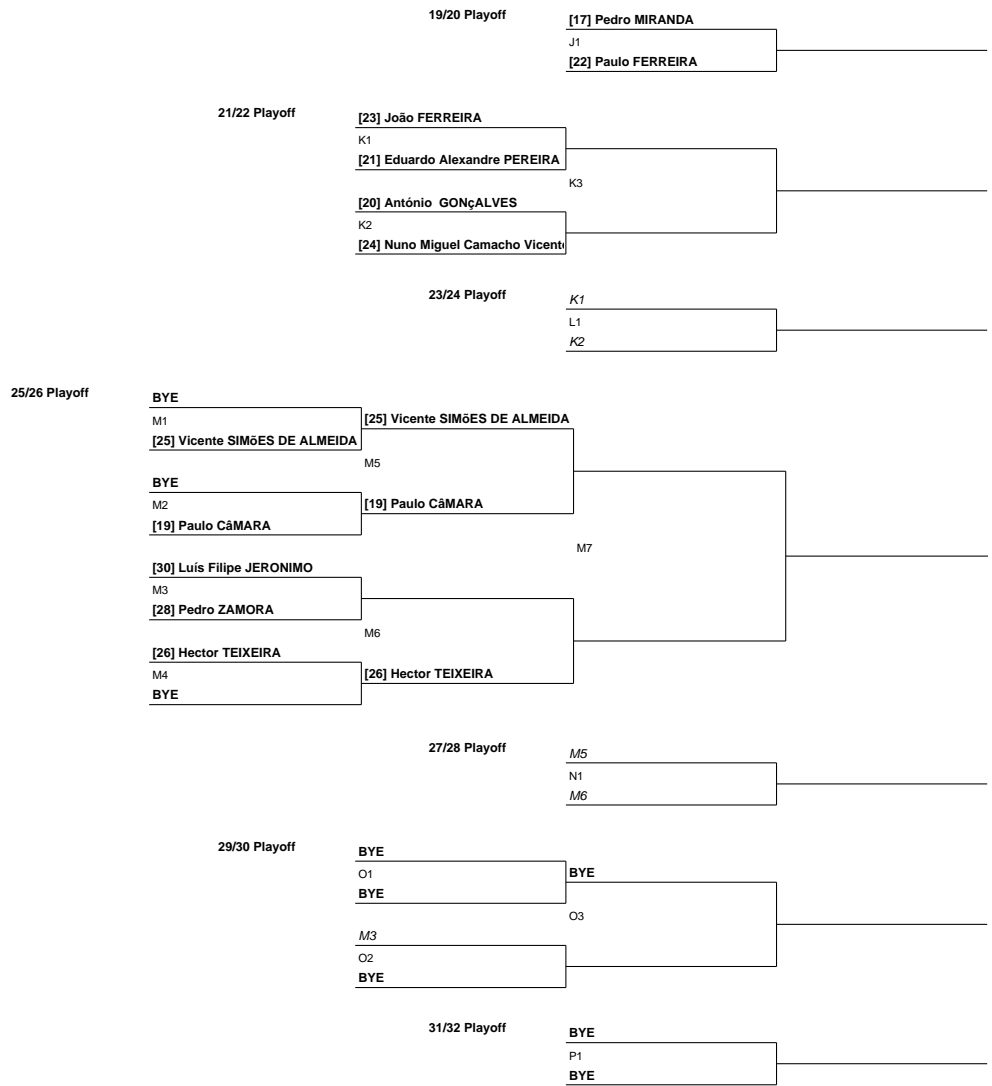 19/20 Playoff
[17] Pedro MIRANDA
J1
[22] Paulo FERREIRA
21/22 Playoff
[23] João FERREIRA
K1
[21] Eduardo Alexandre PEREIRA
K3
[20] António  GONçALVES
K2
[24] Nuno Miguel Camacho Vicente
23/24 Playoff
K1
L1
K2
25/26 Playoff
BYE
M1
[25] Vicente SIMõES DE ALMEIDA
[25] Vicente SIMõES DE ALMEIDA
M5
BYE
M2
[19] Paulo CâMARA
[19] Paulo CâMARA
M7
[30] Luís Filipe JERONIMO
M3
[28] Pedro ZAMORA
M6
[26] Hector TEIXEIRA
M4
[26] Hector TEIXEIRA
BYE
27/28 Playoff
M5
N1
M6
29/30 Playoff
BYE
O1
BYE
BYE
O3
M3
O2
BYE
31/32 Playoff
BYE
P1
BYE